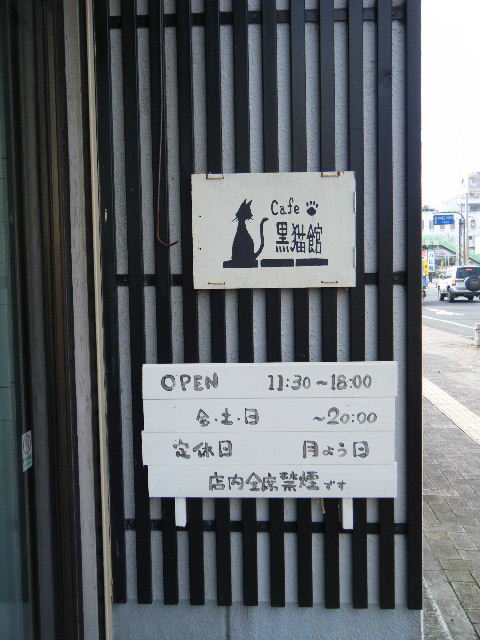 Cafe
黒猫館
OPEN 11:30~18:00
金・土・日 ~20:00
定休日 月よう日
店内全席禁煙です